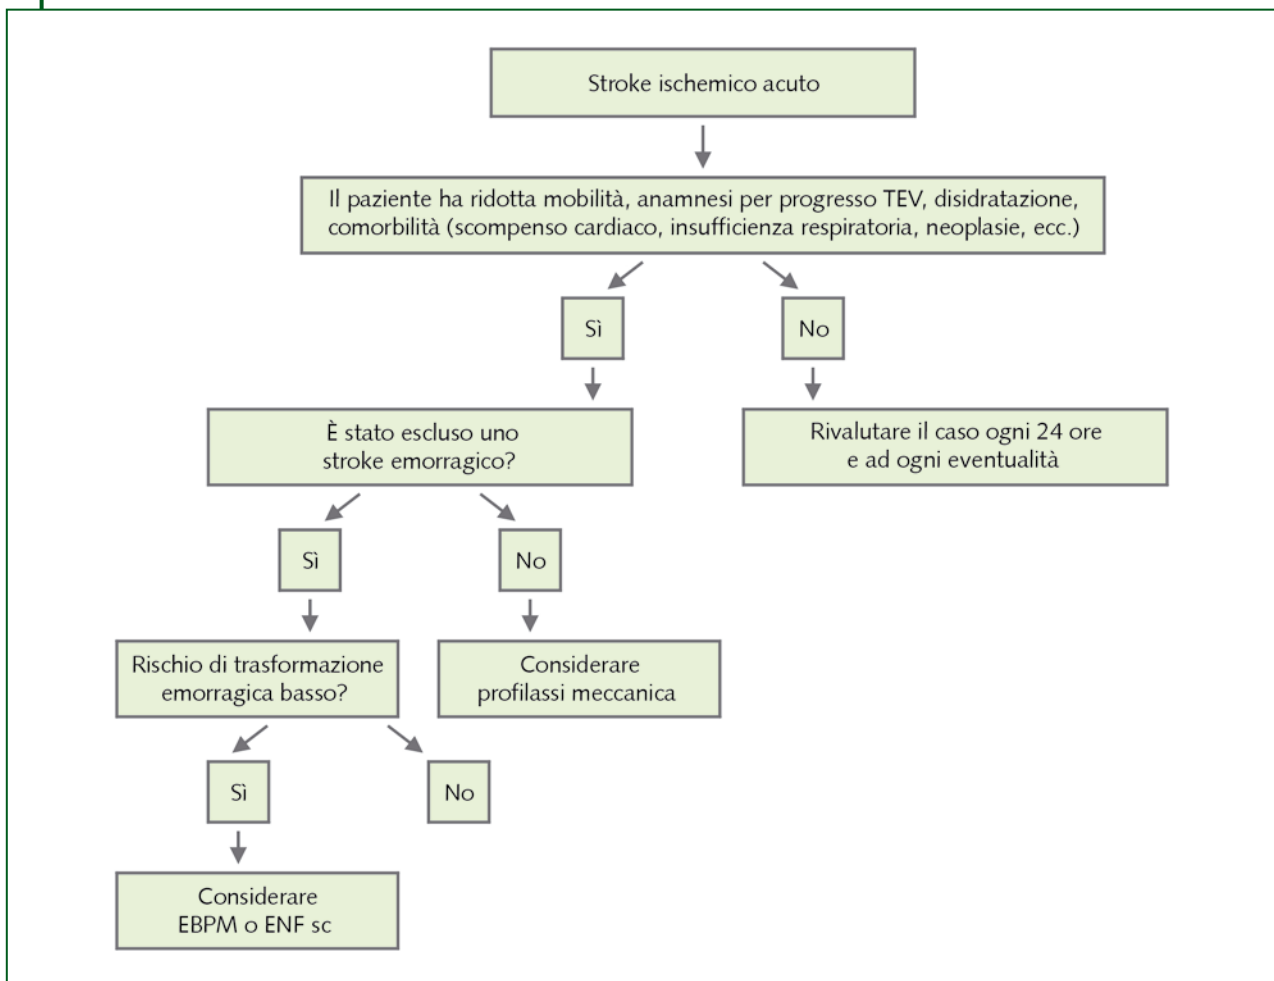 Stroke ischemico acuto
Il paziente ha ridotta mobilità, anamnesi per progresso TEV, disidratazione,
comorbilità (scompenso cardiaco, insufficienza respiratoria, neoplasie, ecc.)
Sì
No
È stato escluso uno
stroke emorragico?
Rivalutare il caso ogni 24 ore
e ad ogni eventualità
Sì
No
Rischio di trasformazione
emorragica basso?
Considerare
profilassi meccanica
Sì
No
Considerare
EBPM o ENF sc